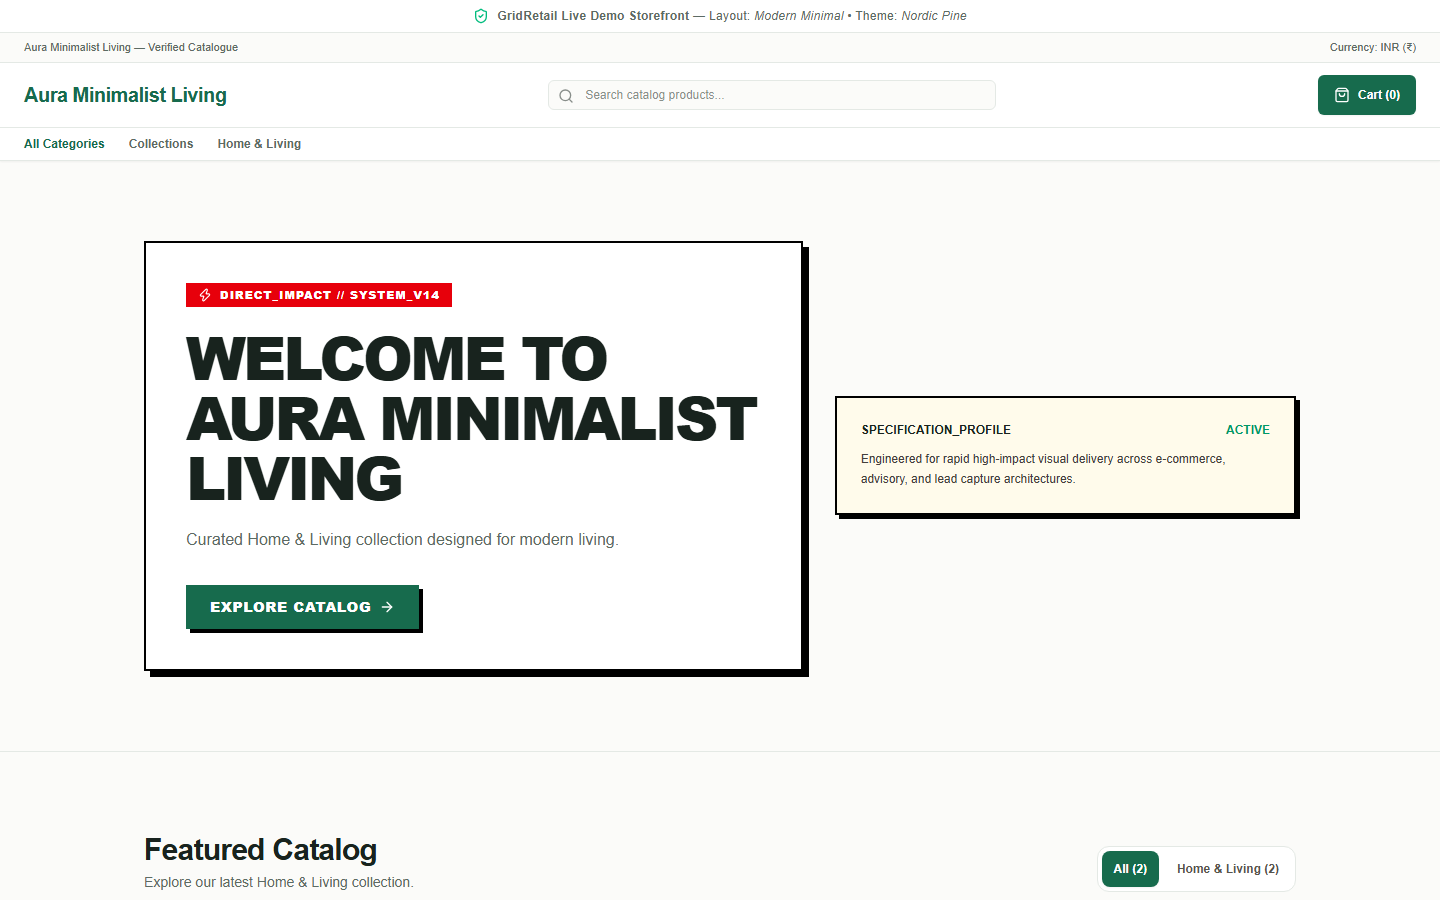 GridRetail Live Demo Storefront — Layout: Modern Minimal • Theme: Nordic Pine
Aura Minimalist Living — Verified Catalogue
Currency: INR (₹)
Aura Minimalist Living
Search catalog products...
Cart (0)
All Categories
Collections
Home & Living
DIRECT_IMPACT // SYSTEM_V14
WELCOME TO
AURA MINIMALIST
LIVING
Curated Home & Living collection designed for modern living.
EXPLORE CATALOG
SPECIFICATION_PROFILE
ACTIVE
Engineered for rapid high-impact visual delivery across e-commerce,
advisory, and lead capture architectures.
Featured Catalog
Explore our latest Home & Living collection.
All (2)
Home & Living (2)